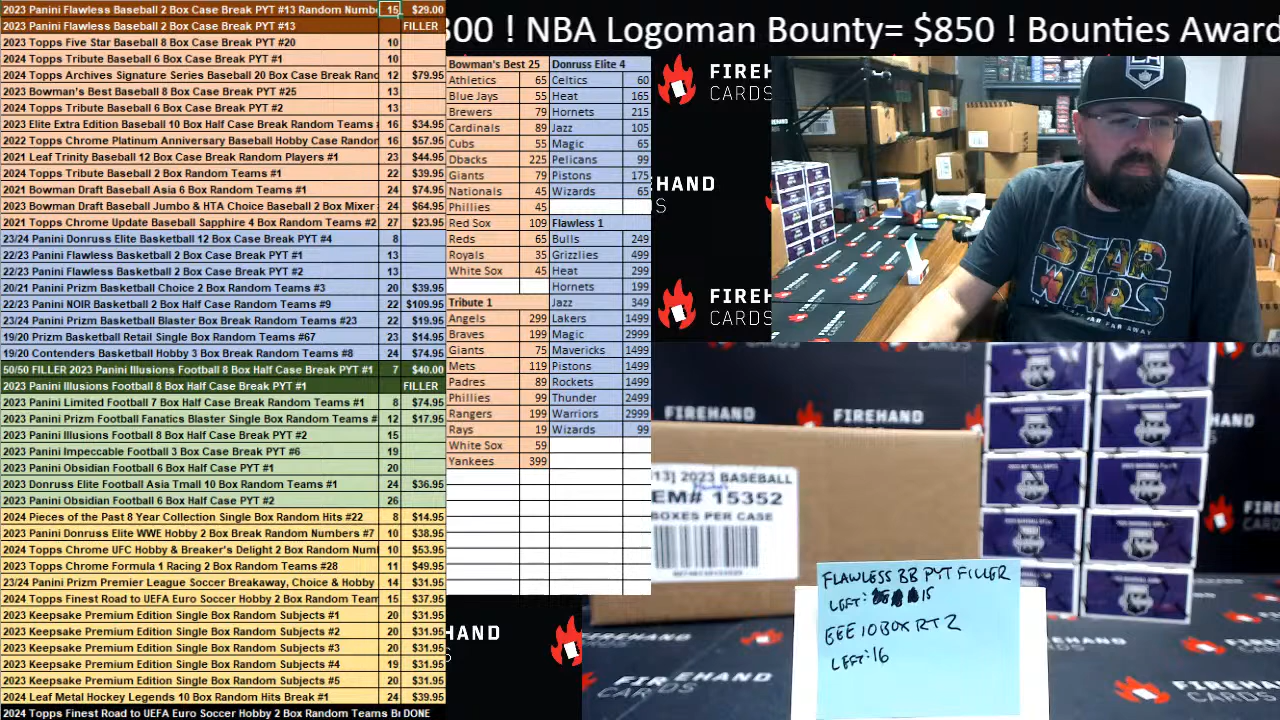 300 ! NBA Logoman Bounty= $850 ! Bounties Award
2023 Panini Flawless Baseball 2 Box Case Break PYT #13 Random Numb 15 $29.00
2023 Panini Flawless Baseball 2 Box Case Break PYT #13 FILLER
2023 Topps Five Star Baseball 8 Box Case Break PYT #20 10
2024 Topps Tribute Baseball 6 Box Case Break PYT #1 10
2024 Topps Archives Signature Series Baseball 20 Box Case Break Ranc 12 $79.95
2023 Bowman's Best Baseball 8 Box Case Break PYT #25 13
2024 Topps Tribute Baseball 6 Box Case Break PYT #2 13
2023 Elite Extra Edition Baseball 10 Box Half Case Break Random Teams 16 $34.95
2022 Topps Chrome Platinum Anniversary Baseball Hobby Case Random 16 $57.95
2021 Leaf Trinity Baseball 12 Box Case Break Random Players #1 23 $44.95
2024 Topps Tribute Baseball 2 Box Random Teams #1 22 $39.95
2021 Bowman Draft Baseball Asia 6 Box Random Teams #1 24 $74.95
2023 Bowman Draft Baseball Jumbo & HTA Choice Baseball 2 Box Mixer 24 $64.95
2021 Topps Chrome Update Baseball Sapphire 4 Box Random Teams #2 27 $23.95
23/24 Panini Donruss Elite Basketball 12 Box Case Break PYT #4 8
22/23 Panini Flawless Basketball 2 Box Case Break PYT #1 13
22/23 Panini Flawless Basketball 2 Box Case Break PYT #2 13
20/21 Panini Prizm Basketball Choice 2 Box Random Teams #3 20 $39.95
22/23 Panini NOIR Basketball 2 Box Half Case Break Random Teams #9 22 $109.95
23/24 Panini Prizm Basketball Blaster Box Break Random Teams #23 22 $19.95
19/20 Prizm Basketball Retail Single Box Random Teams #67 23 $14.95
19/20 Contenders Basketball Hobby 3 Box Break Random Teams #8 24 $74.95
50/50 FILLER 2023 Panini Illusions Football 8 Box Half Case Break PYT #1 7 $40.00
2023 Panini Illusions Football 8 Box Half Case Break PYT #1 FILLER
2023 Panini Limited Football 7 Box Half Case Break Random Teams #1 8 $74.95
2023 Panini Prizm Football Fanatics Blaster Single Box Random Teams # 12 $17.95
2023 Panini Illusions Football 8 Box Half Case Break PYT #2 15
2023 Panini Impeccable Football 3 Box Case Break PYT #6 19
2023 Panini Obsidian Football 6 Box Half Case PYT #1 20
2023 Donruss Elite Football Asia Tmall 10 Box Random Teams #1 24 $36.95
2023 Panini Obsidian Football 6 Box Half Case PYT #2 26
2024 Pieces of the Past 8 Year Collection Single Box Random Hits #22 8 $14.95
2023 Panini Donruss Elite WWE Hobby 2 Box Random Numbers #7 10 $38.95
2024 Topps Chrome UFC Hobby & Breaker's Delight 2 Box Random Numl 10 $53.95
2023 Topps Chrome Formula 1 Racing 2 Box Random Teams #28 11 $49.95
23/24 Panini Prizm Premier League Soccer Breakaway, Choice & Hobby 14 $31.95
2024 Topps Finest Road to UEFA Euro Soccer Hobby 2 Box Random Team 15 $37.95
2023 Keepsake Premium Edition Single Box Random Subjects #1 20 $31.95
2023 Keepsake Premium Edition Single Box Random Subjects #2 20 $31.95
2023 Keepsake Premium Edition Single Box Random Subjects #3 20 $31.95
2023 Keepsake Premium Edition Single Box Random Subjects #4 19 $31.95
2023 Keepsake Premium Edition Single Box Random Subjects #5 20 $31.95
2024 Leaf Metal Hockey Legends 10 Box Random Hits Break #1 24 $39.95
2024 Topps Finest Road to UEFA Euro Soccer Hobby 2 Box Random Teams B DONE
Bowman's Best 25
Athletics 65
Blue Jays 55
Brewers 79
Cardinals 89
Cubs 55
Dbacks 225
Giants 79
Nationals 45
Phillies 45
Red Sox 109
Reds 65
Royals 35
White Sox 45
Tribute 1
Angels 299
Braves 199
Giants 75
Mets 119
Padres 89
Phillies 99
Rangers 199
Rays 19
White Sox 59
Yankees 399
Donruss Elite 4
Celtics 60
Heat 165
Hornets 215
Jazz 105
Magic 65
Pelicans 99
Pistons 175
Wizards 65
Flawless 1
Bulls 249
Grizzlies 499
Heat 299
Hornets 199
Jazz 349
Lakers 1499
Magic 2999
Mavericks 1499
Pistons 1499
Rockets 1499
Thunder 2499
Warriors 2999
Wizards 99
FIREH
CARDS
HAND
FIREH
CARDS
HAND
STAR
WARS
FAR FAR AWAY
FIREHAND
FIREHAND
13] 2023 BASEBALL
EM# 15352
BOXES PER CASE
FLAWLESS BB PYT FILLER
LEFT: 15
EEE 10 BOX RT 2
LEFT: 16